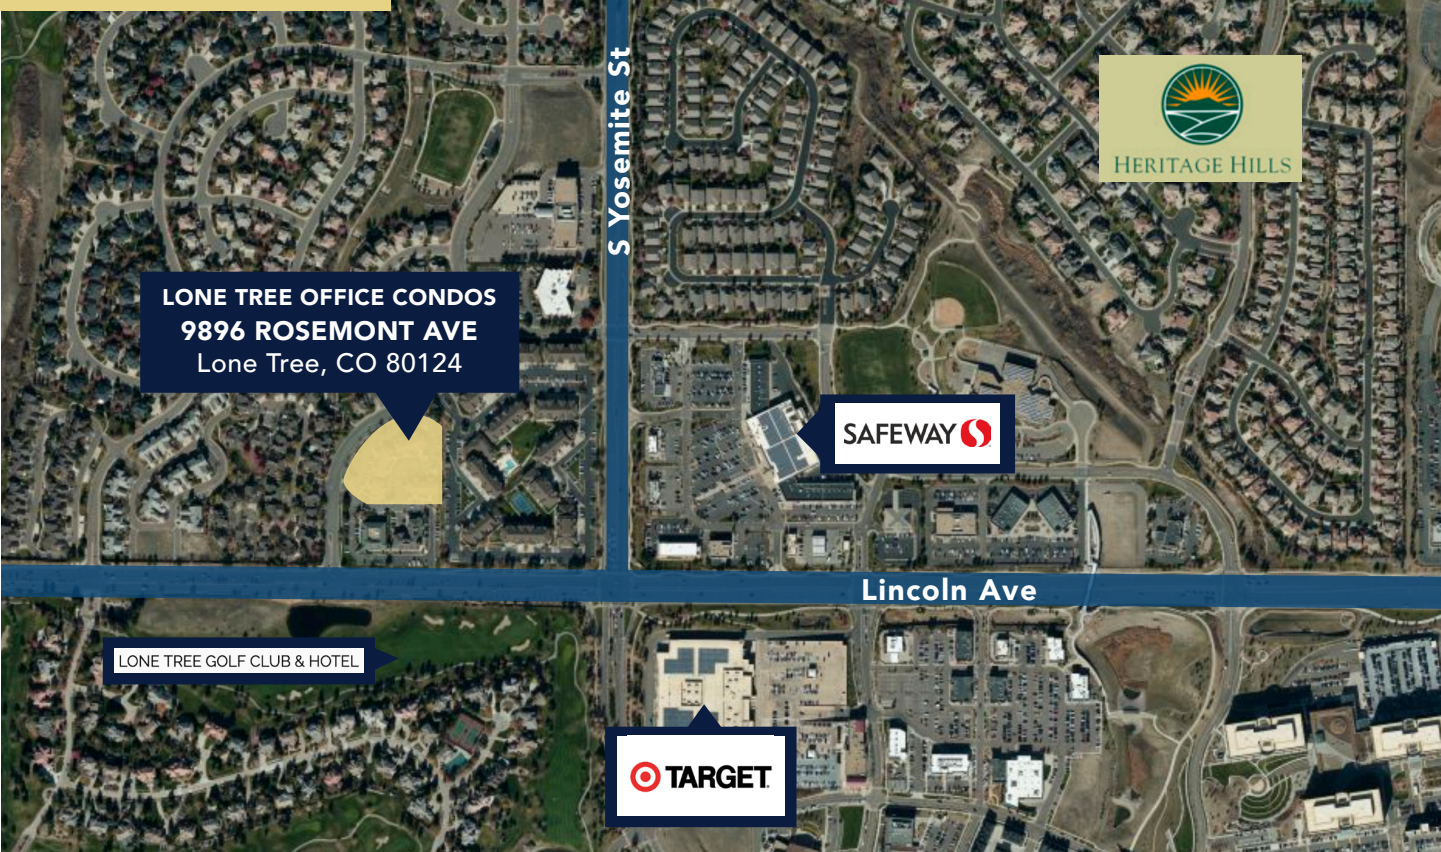 S Yosemite St
HERITAGE HILLS
LONE TREE OFFICE CONDOS
9896 ROSEMONT AVE
Lone Tree, CO 80124
SAFEWAY
Lincoln Ave
LONE TREE GOLF CLUB & HOTEL
TARGET